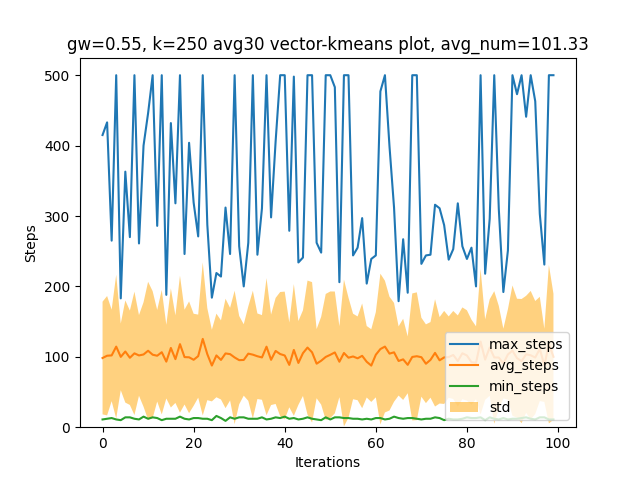 gw=0.55, k=250 avg30 vector-kmeans plot, avg_num=101.33
Steps
500
400
300
200
100
0
max_steps
avg_steps
min_steps
std
0 20 40 60 80 100
Iterations